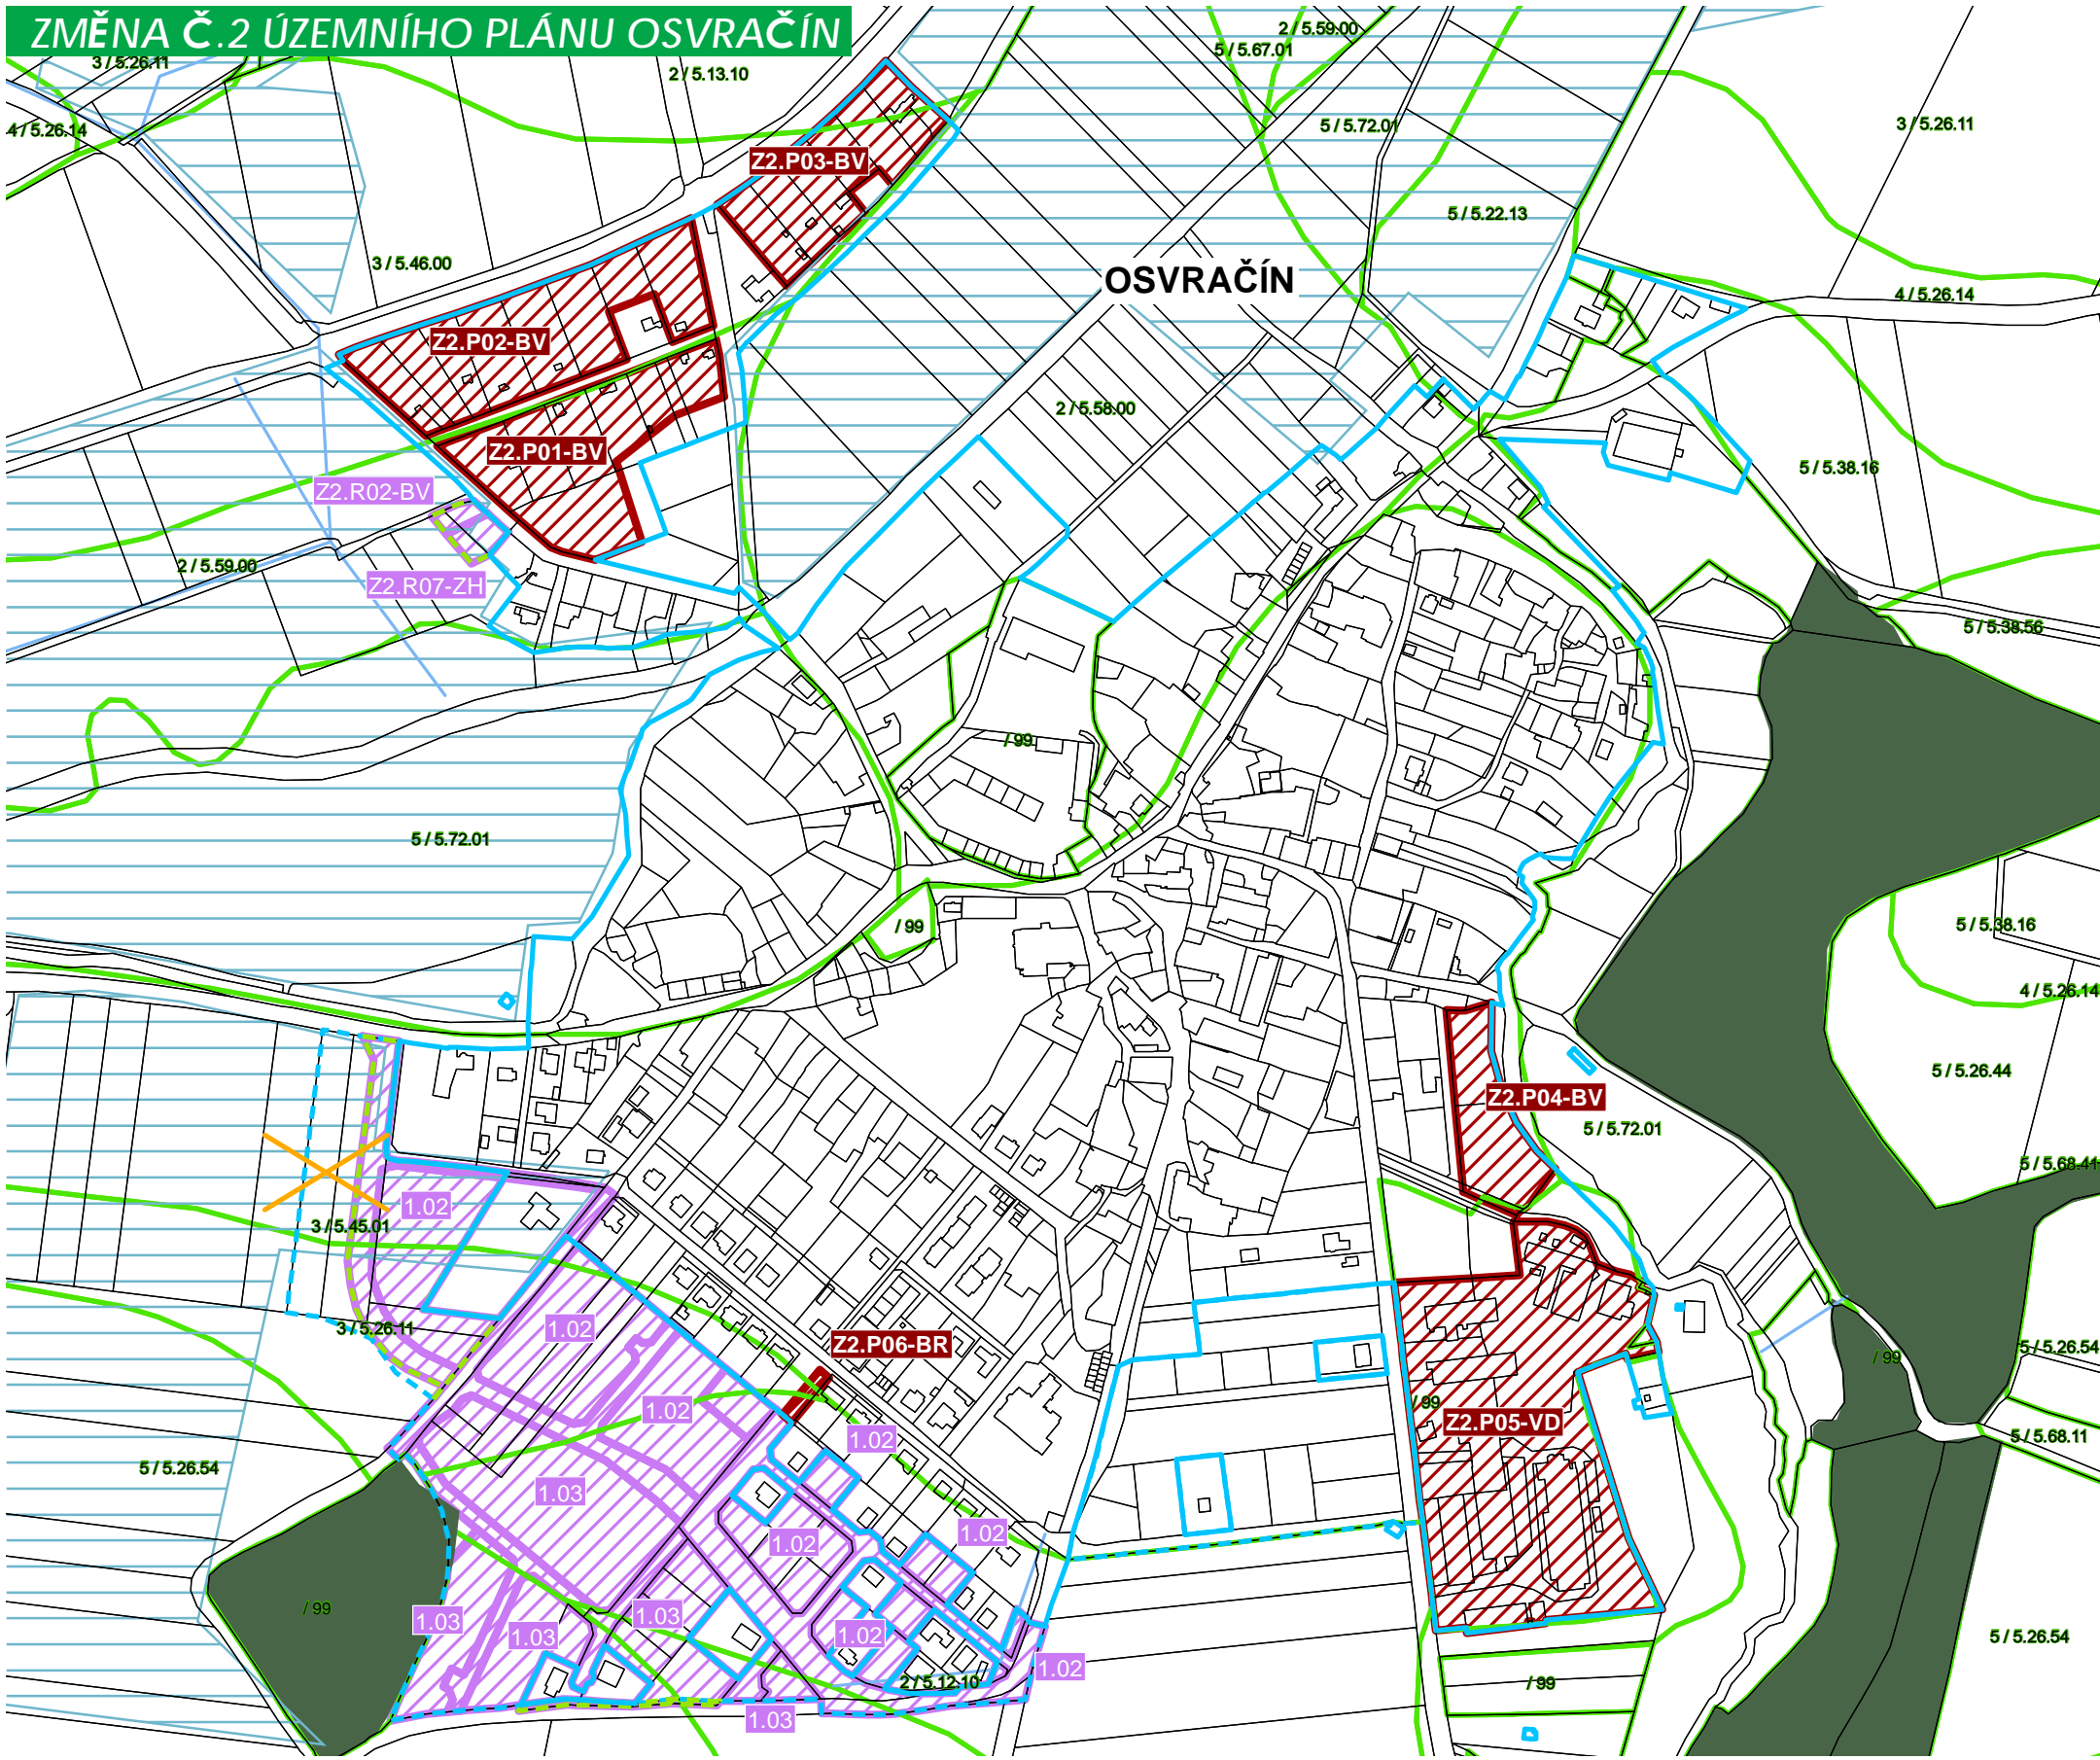 ZMĚNA Č.2 ÚZEMNÍHO PLÁNU OSVRAČÍN
2 / 5.59.00
5 / 5.67.01
3 / 5.26.11
2 / 5.13.10
4 / 5.26.14
5 / 5.72.01
3 / 5.26.11
Z2.P03-BV
5 / 5.22.13
3 / 5.46.00
OSVRAČÍN
4 / 5.26.14
Z2.P02-BV
2 / 5.58.00
Z2.P01-BV
5 / 5.38.16
Z2.R02-BV
2 / 5.59.00
Z2.R07-ZH
5 / 5.38.56
/ 99
5 / 5.72.01
/ 99
5 / 5.38.16
4 / 5.26.14
5 / 5.26.44
Z2.P04-BV
5 / 5.72.01
5 / 5.68.41
1.02
3 / 5.45.01
3 / 5.26.11
1.02
Z2.P06-BR
5 / 5.26.54
/ 99
1.02
/ 99
Z2.P05-VD
1.02
5 / 5.68.11
5 / 5.26.54
1.03
1.02
1.02
/ 99
1.03
1.03
1.03
1.02
5 / 5.26.54
1.02
2 / 5.12.10
/ 99
1.03